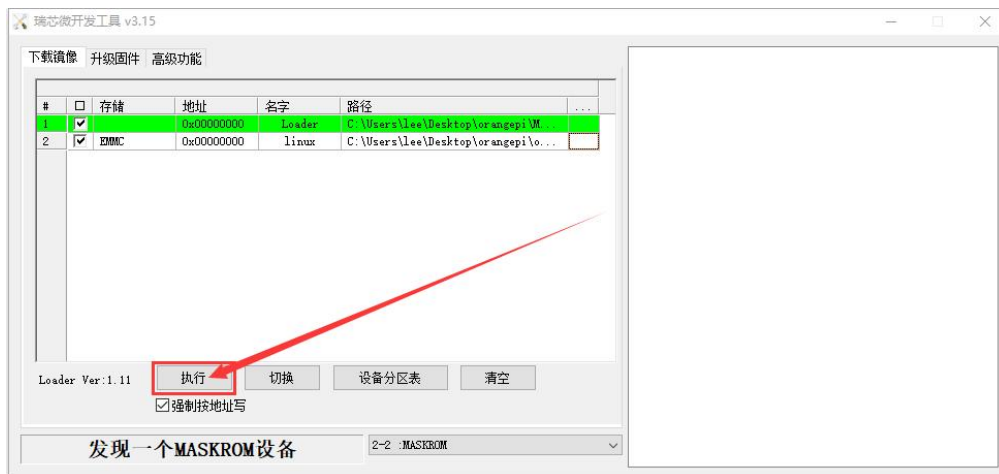 瑞芯微开发工具 v3.15
下载镜像 升级固件 高级功能
# 存储 地址 名字 路径 ...
1 0x00000000 Loader C:\Users\lee\Desktop\orangepi\M...
2 EMMC 0x00000000 linux C:\Users\lee\Desktop\orangepi\o...
Loader Ver:1.11 执行 切换 设备分区表 清空
强制按地址写
发现一个MASKROM设备 2-2 :MASKROM